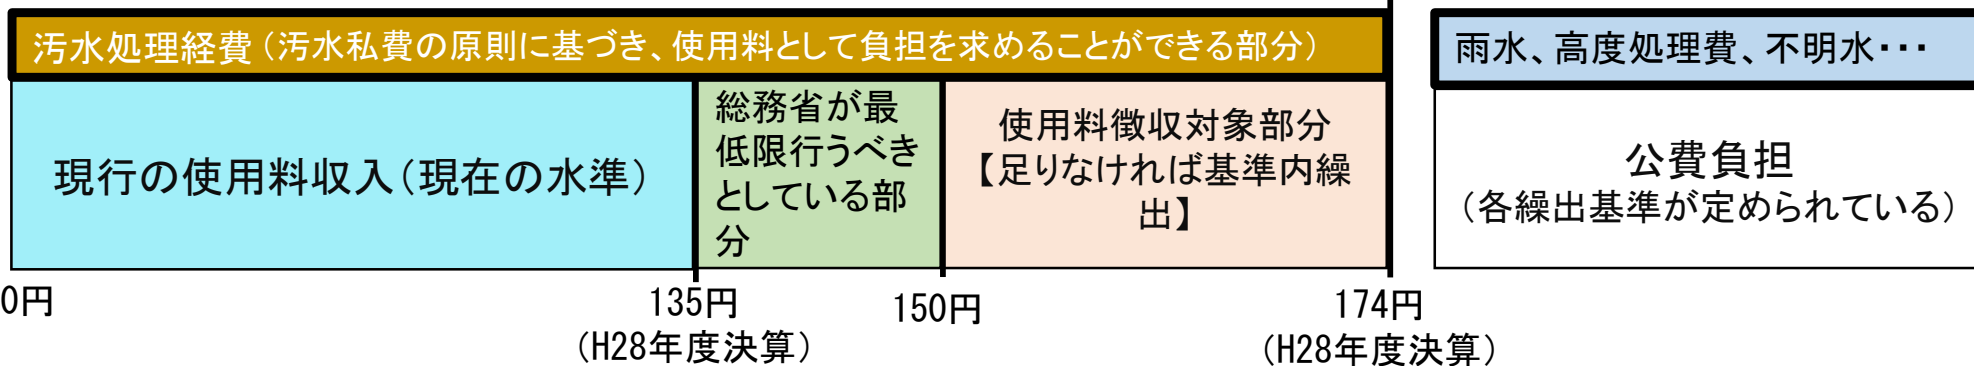 汚水処理経費（汚水私費の原則に基づき、使用料として負担を求めることができる部分）
雨水、高度処理費、不明水・・・
現行の使用料収入（現在の水準）
総務省が最
低限行うべき
としている部
分
使用料徴収対象部分
【足りなければ基準内繰
出】
公費負担
（各繰出基準が定められている）
0円
135円
（H28年度決算）
150円
174円
（H28年度決算）